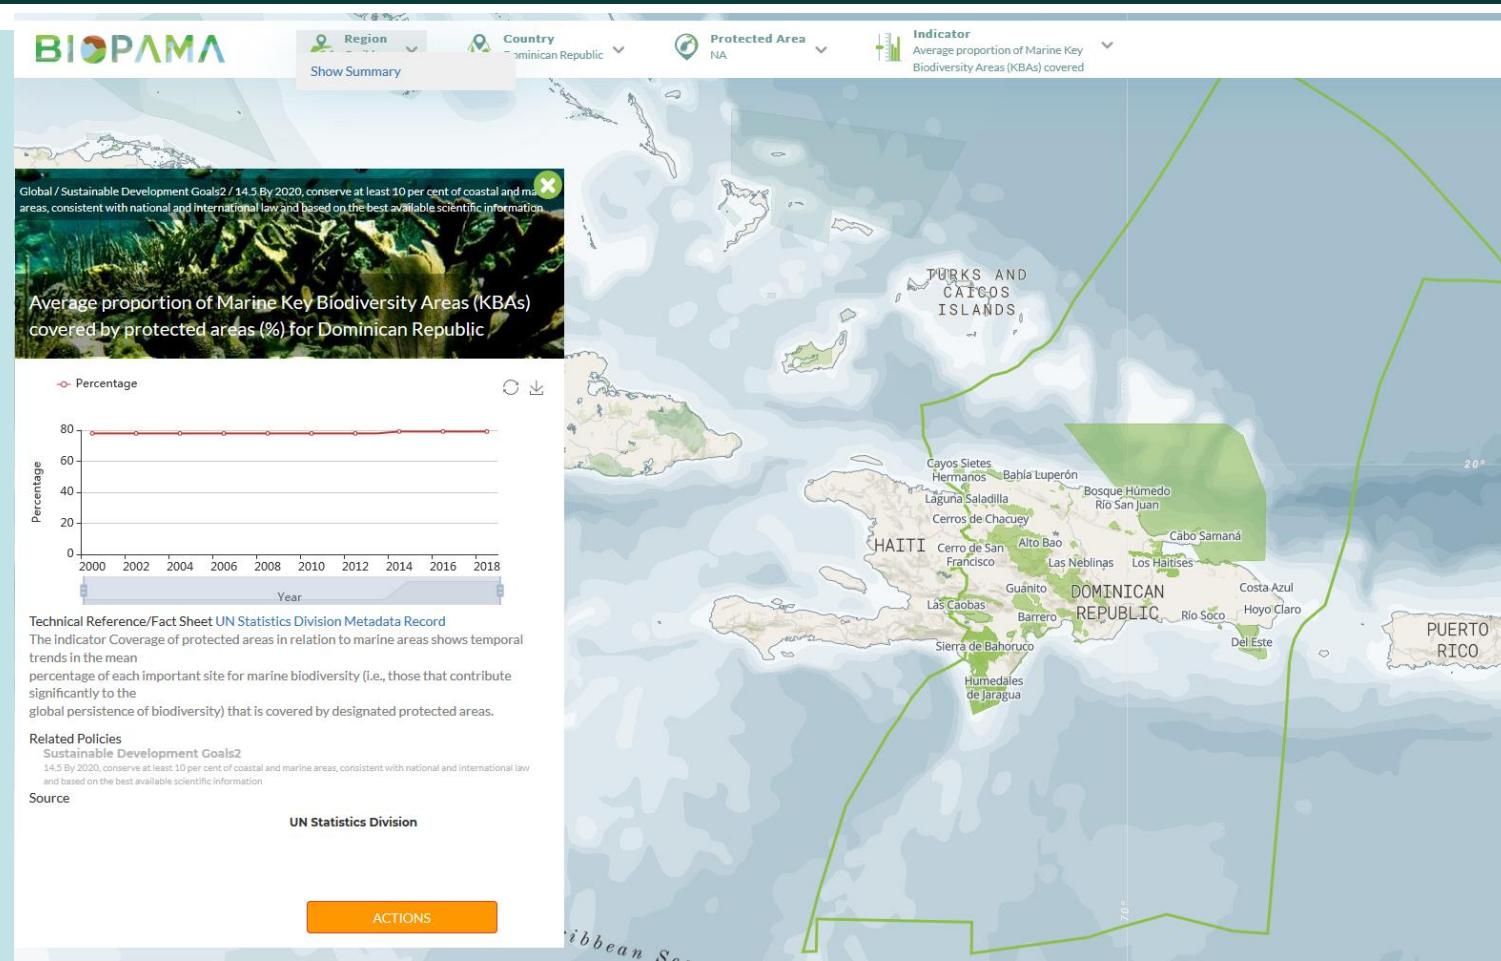 BIOPAMA
Region
Show Summary
Country
Dominican Republic
Protected Area
NA
Indicator
Average proportion of Marine Key
Biodiversity Areas (KBAs) covered
Global / Sustainable Development Goals2 / 14.5 By 2020, conserve at least 10 per cent of coastal and
areas, consistent with national and international law and based on the best available scientific information
Average proportion of Marine Key Biodiversity Areas (KBAs)
covered by protected areas (%) for Dominican Republic
Percentage
80
60
40
20
0
Percentage
2000 2002 2004 2006 2008 2010 2012 2014 2016 2018
Year
Technical Reference/Fact Sheet UN Statistics Division Metadata Record
The indicator Coverage of protected areas in relation to marine areas shows temporal
trends in the mean
percentage of each important site for marine biodiversity (i.e., those that contribute
significantly to the
global persistence of biodiversity) that is covered by designated protected areas.
Related Policies
Sustainable Development Goals2
14.5 By 2020, conserve at least 10 per cent of coastal and marine areas, consistent with national and international law
and based on the best available scientific information
Source
UN Statistics Division
ACTIONS
TURKS AND
CAICOS
ISLANDS
20°
Cayos Sietes
Hermanos
Bahía Luperón
Laguna Saladilla
Bosque Húmedo
Río San Juan
Cerros de Chacuey
HAITI
Cerro de San
Francisco
Alto Bao
Cabo Samaná
Las Neblinas
Los Haitises
Guanito
DOMINICAN
REPUBLIC
Costa Azul
Las Caobas
Barrero
Río Soco
Hoyo Claro
Sierra de Bahoruco
Del Este
PUERTO
RICO
Humedales
de Jaragua
70°
ibbean